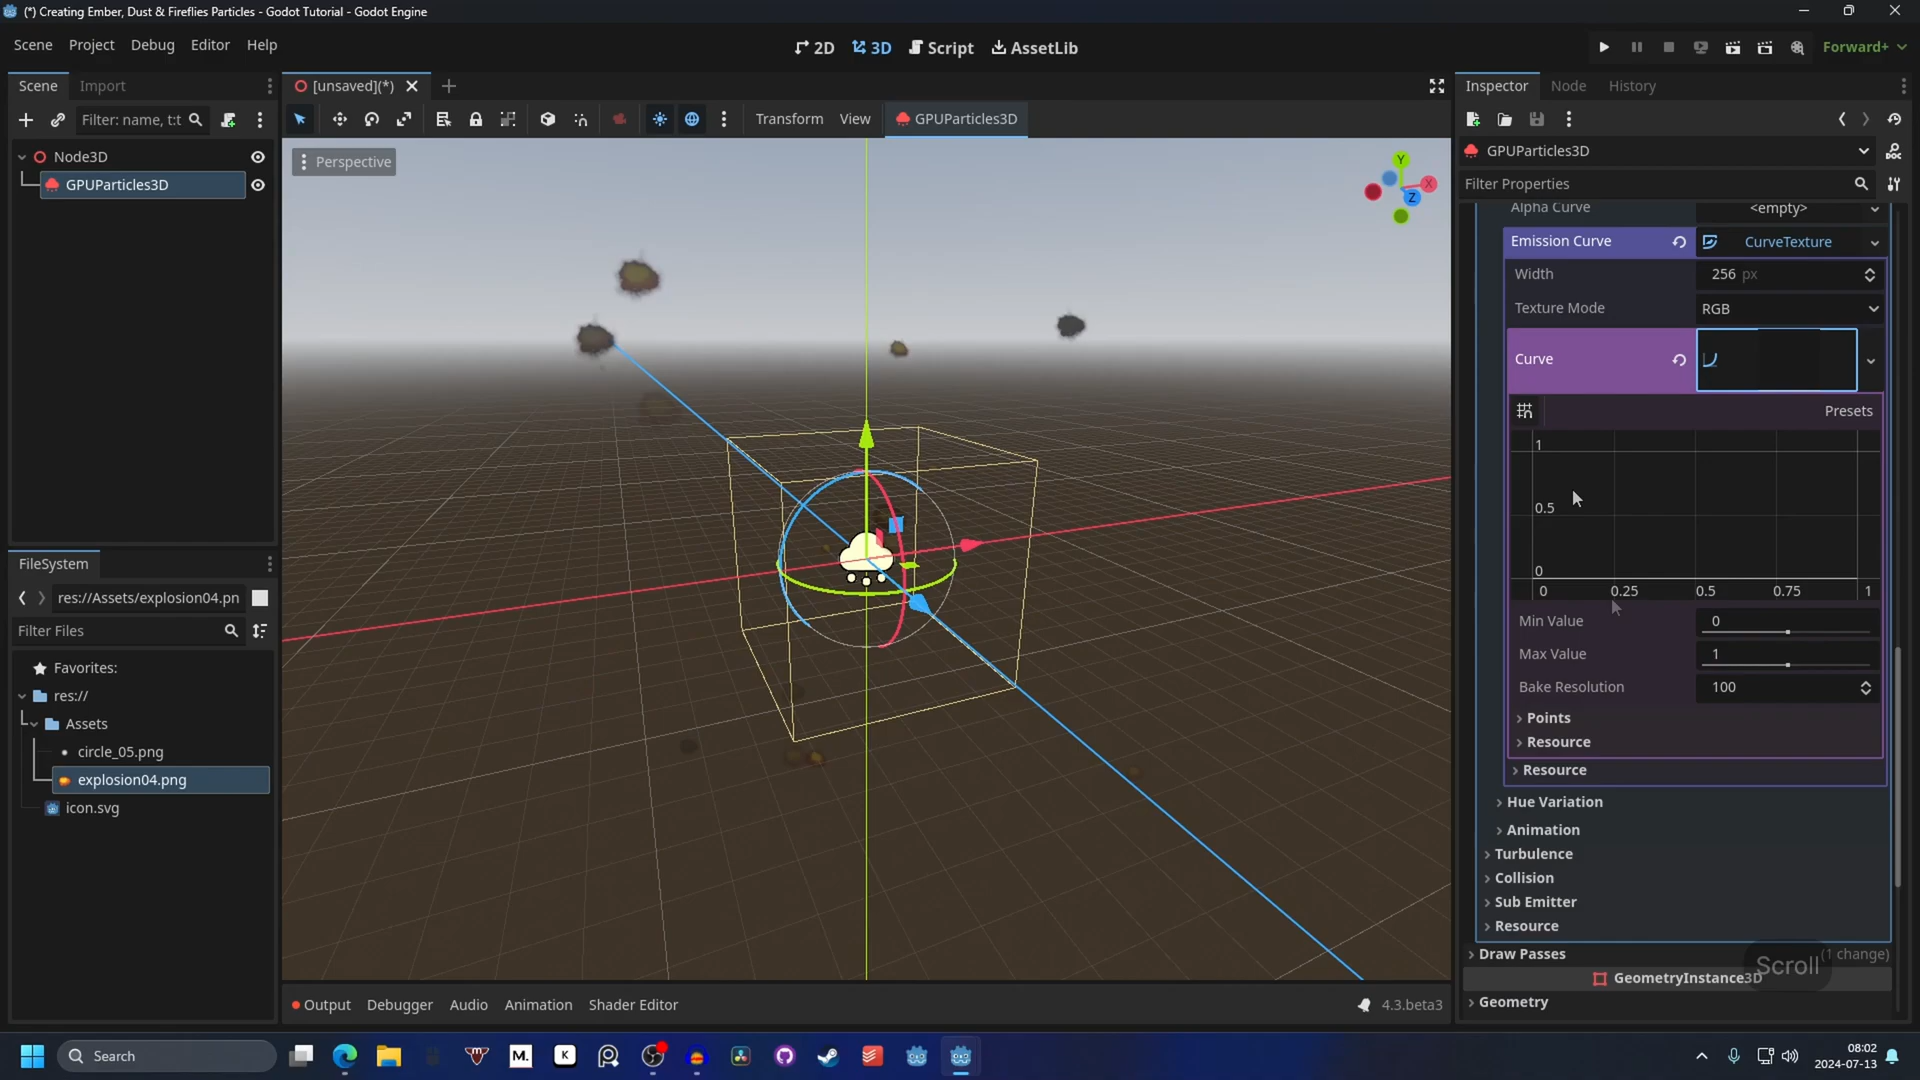 (*) Creating Ember, Dust & Fireflies Particles - Godot Tutorial - Godot Engine
Scene Project Debug Editor Help
2D 3D Script AssetLib
Forward+
Scene Import
[unsaved](*)
Inspector Node History
Filter: name, t:t
Transform View GPUParticles3D
Node3D
GPUParticles3D
Perspective
Y
X
Z
GPUParticles3D
DOC
Filter Properties
Alpha Curve <empty>
Emission Curve CurveTexture
Width 256 px
Texture Mode RGB
Curve
Presets
1
0.5
0
0 0.25 0.5 0.75 1
Min Value 0
Max Value 1
Bake Resolution 100
Points
Resource
Resource
Hue Variation
Animation
Turbulence
Collision
Sub Emitter
Resource
Draw Passes (1 change)
Scroll
GeometryInstance3D
Geometry
FileSystem
res://Assets/explosion04.pn
Filter Files
Favorites:
res://
Assets
circle_05.png
explosion04.png
icon.svg
Output Debugger Audio Animation Shader Editor
4.3.beta3
Search
M.
K
08:02
2024-07-13